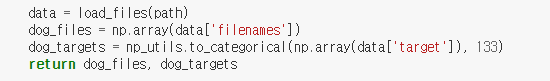 data = load_files(path)
dog_files = np.array(data['filenames'])
dog_targets = np_utils.to_categorical(np.array(data['target']), 133)
return dog_files, dog_targets